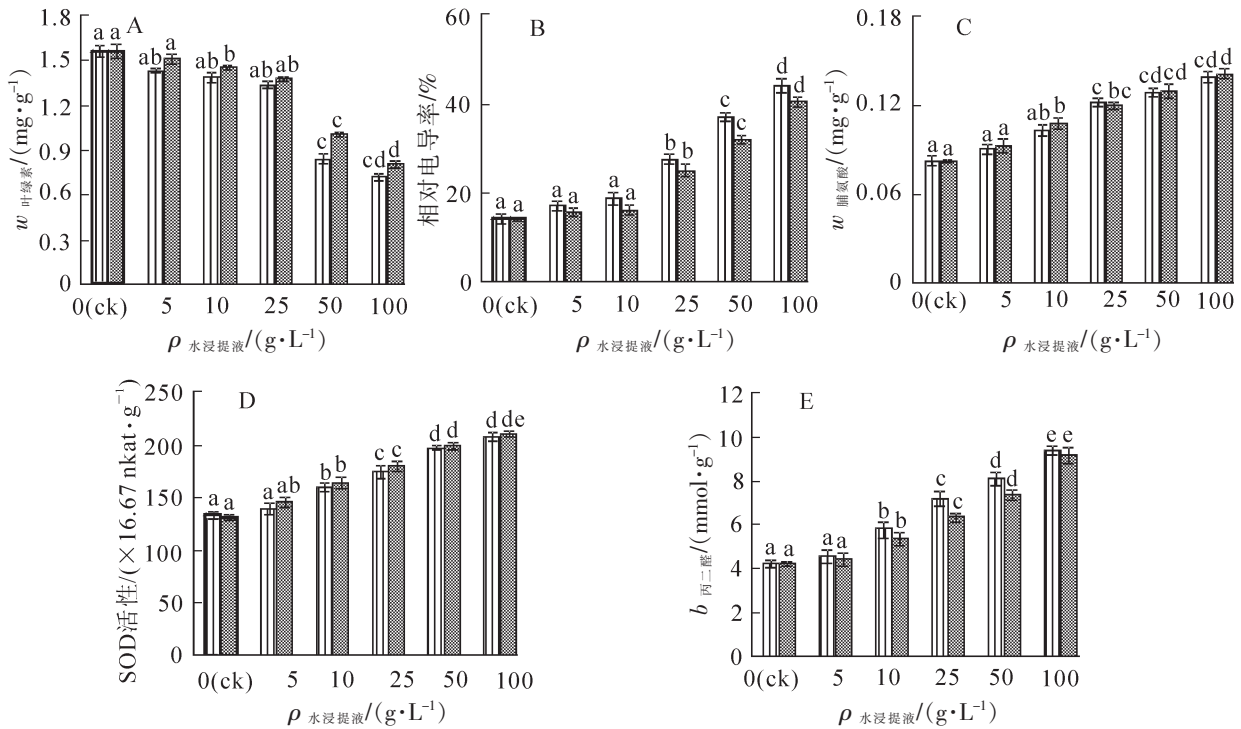 A
w 叶绿素/(mg·g⁻¹)
1.8
1.5
1.2
0.9
0.6
0.3
0
a a
ab a
ab b
ab ab
c c
cd d
0(ck) 5 10 25 50 100
ρ 水浸提液/(g·L⁻¹)
B
相对电导率/%
60
40
20
0
a a
a a
a a
b b
c c
d d
0(ck) 5 10 25 50 100
ρ 水浸提液/(g·L⁻¹)
C
w 脯氨酸/(mg·g⁻¹)
0.18
0.12
0.06
0
a a
a a
ab b
c bc
cd cd
cd d
0(ck) 5 10 25 50 100
ρ 水浸提液/(g·L⁻¹)
D
SOD活性/(×16.67 nkat·g⁻¹)
250
200
150
100
50
0
a a
a ab
b b
c c
d d
d de
0(ck) 5 10 25 50 100
ρ 水浸提液/(g·L⁻¹)
E
b 丙二醛/(mmol·g⁻¹)
12
10
8
6
4
2
0
a a
a a
b b
c c
d d
e e
0(ck) 5 10 25 50 100
ρ 水浸提液/(g·L⁻¹)